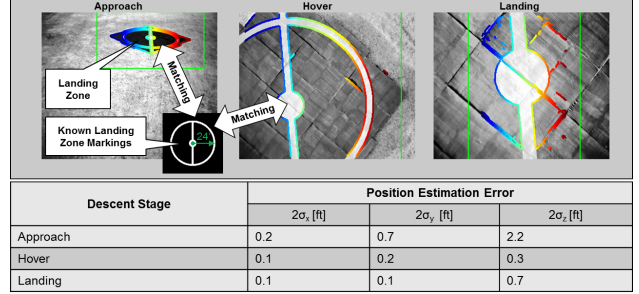 Approach
Hover
Landing
Landing
Zone
Matching
Known Landing
Zone Markings
24
Matching
Descent Stage
Position Estimation Error
2σx [ft]
2σy [ft]
2σz [ft]
Approach
0.2
0.7
2.2
Hover
0.1
0.2
0.3
Landing
0.1
0.1
0.7